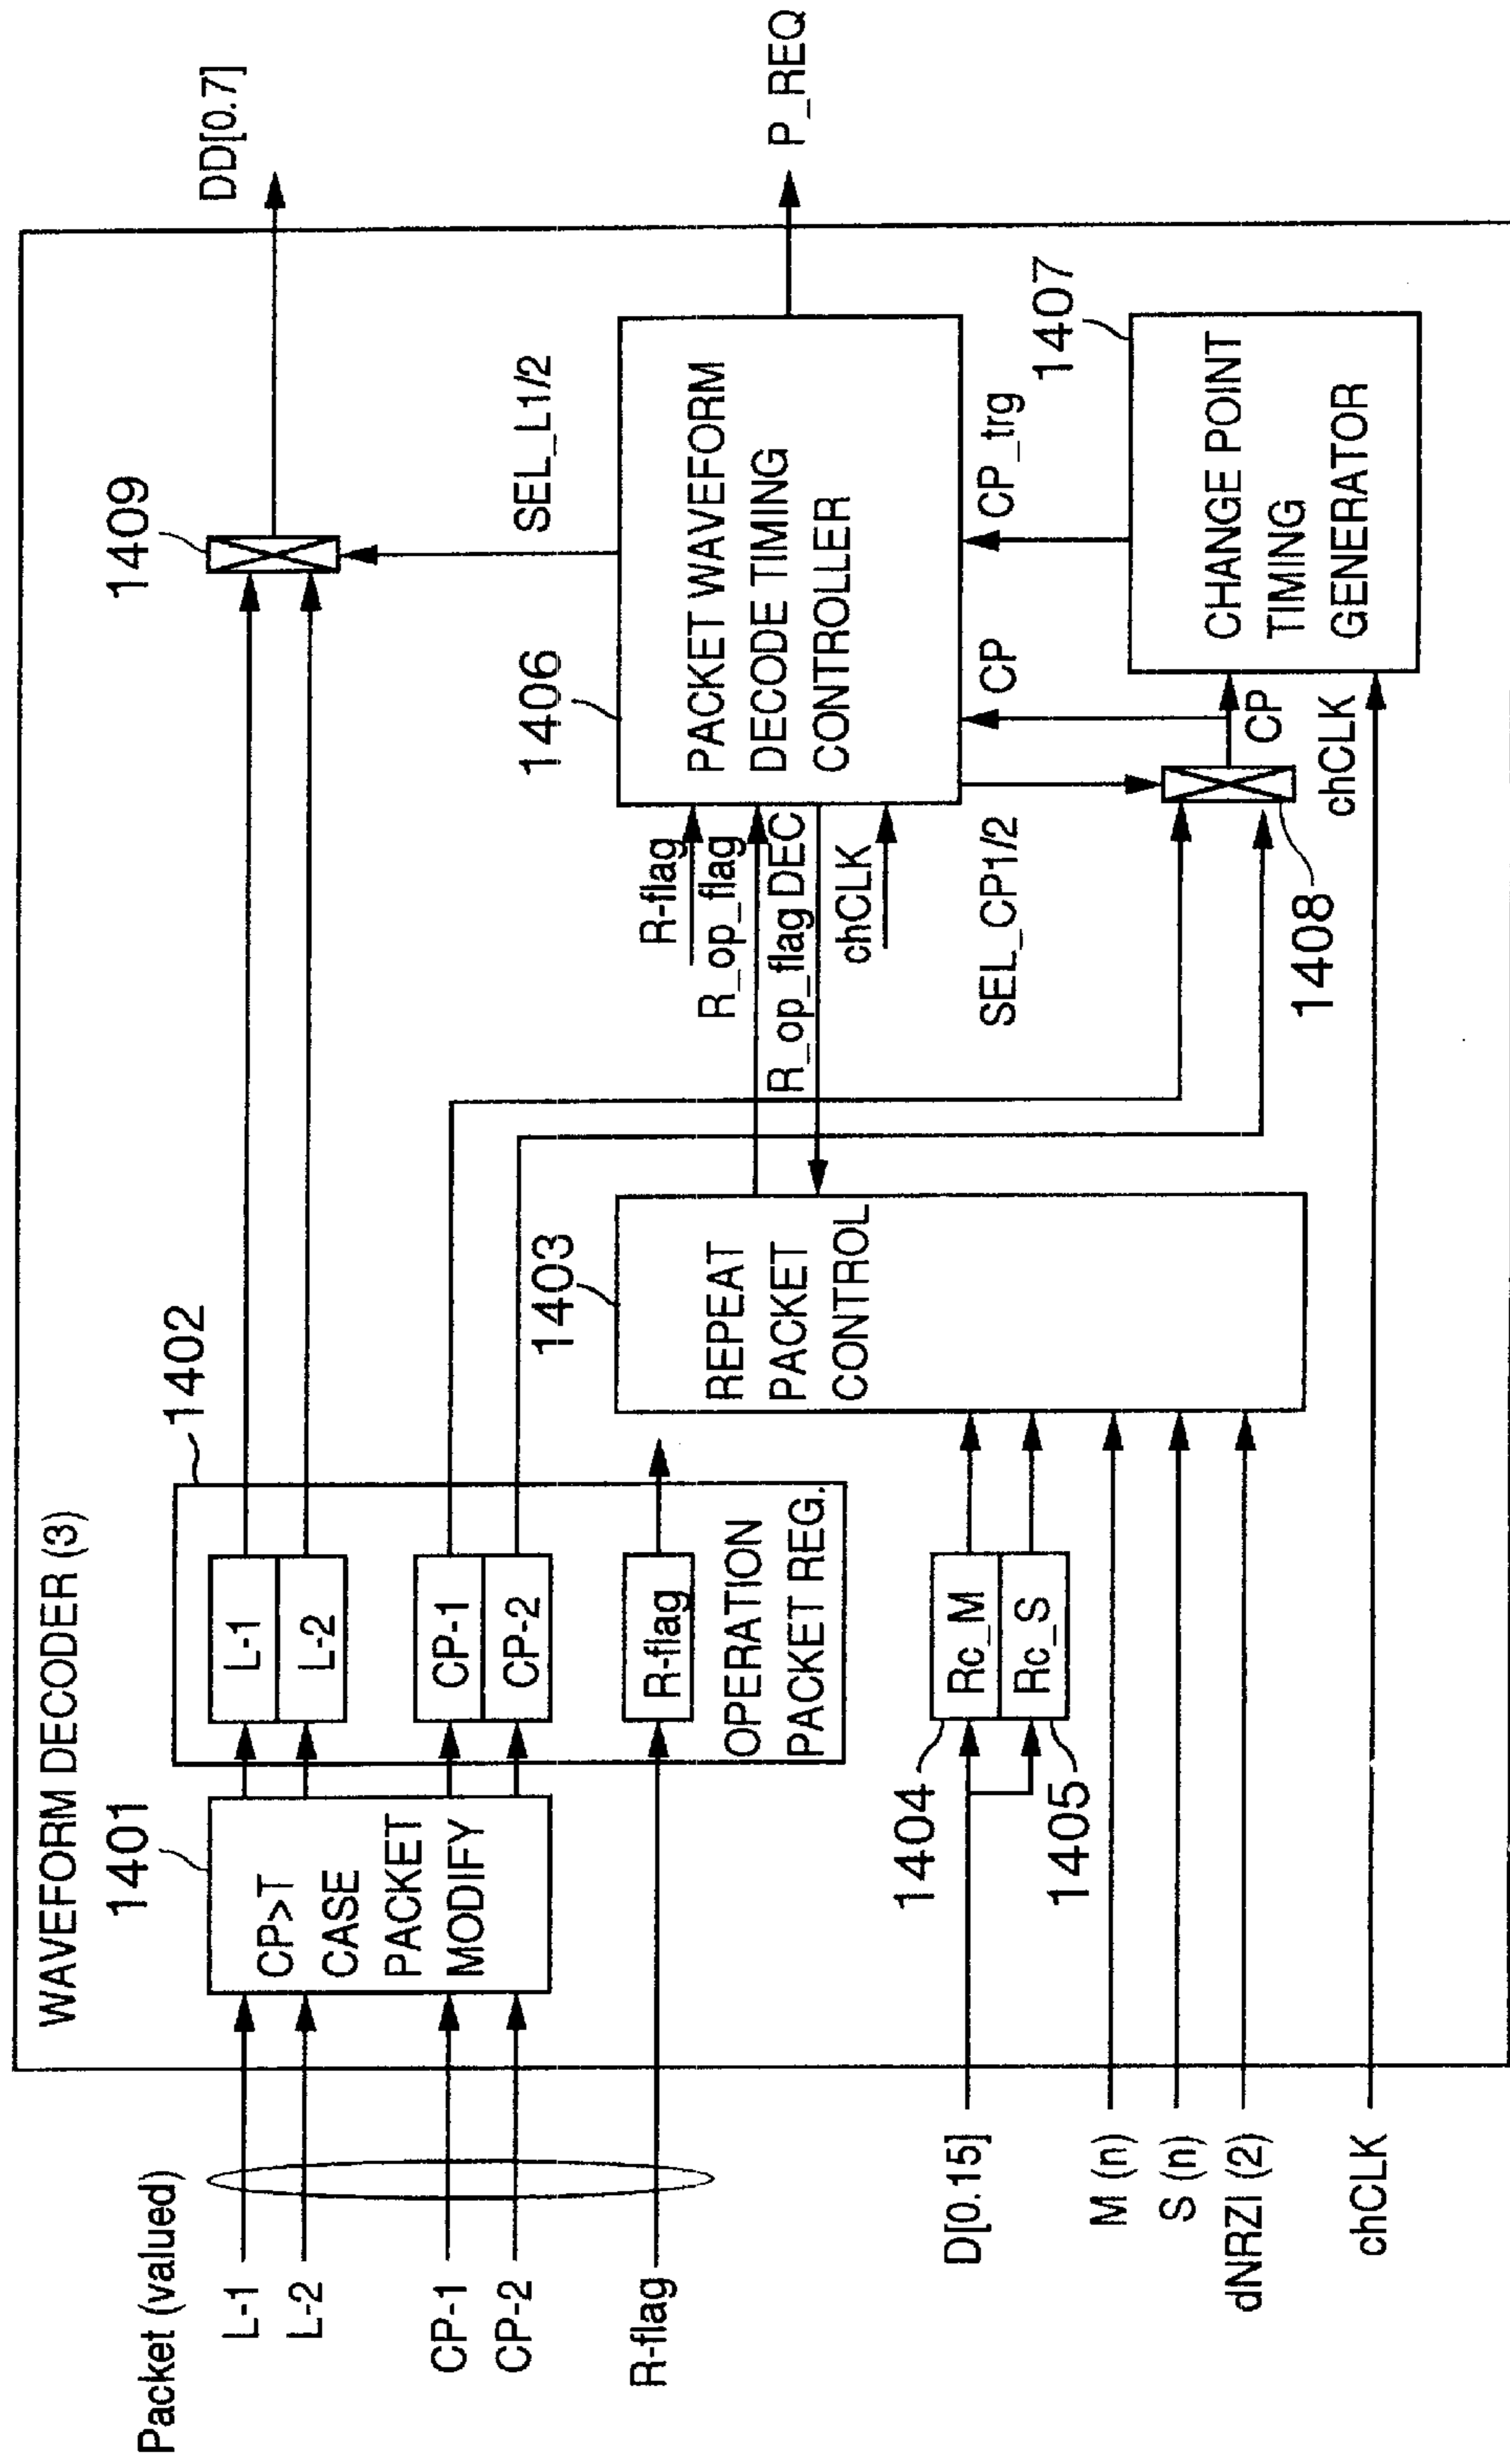 WAVEFORM DECODER (3)
Packet (valued)
L-1
L-2
CP-1
CP-2
R-flag
D[0.15]
M (n)
S (n)
dNRZI (2)
chCLK
1401
CP>T
CASE
PACKET
MODIFY
1402
L-1
L-2
CP-1
CP-2
R-flag
OPERATION
PACKET REG.
1404
Rc_M
Rc_S
1405
1403
REPEAT
PACKET
CONTROL
R-flag
R_op_flag
R_op_flag DEC
chCLK
1406
PACKET WAVEFORM
DECODE TIMING
CONTROLLER
SEL_L1/2
1409
DD[0.7]
P_REQ
SEL_CP1/2
CP
CP_trg
1408
CP
chCLK
1407
CHANGE POINT
TIMING
GENERATOR